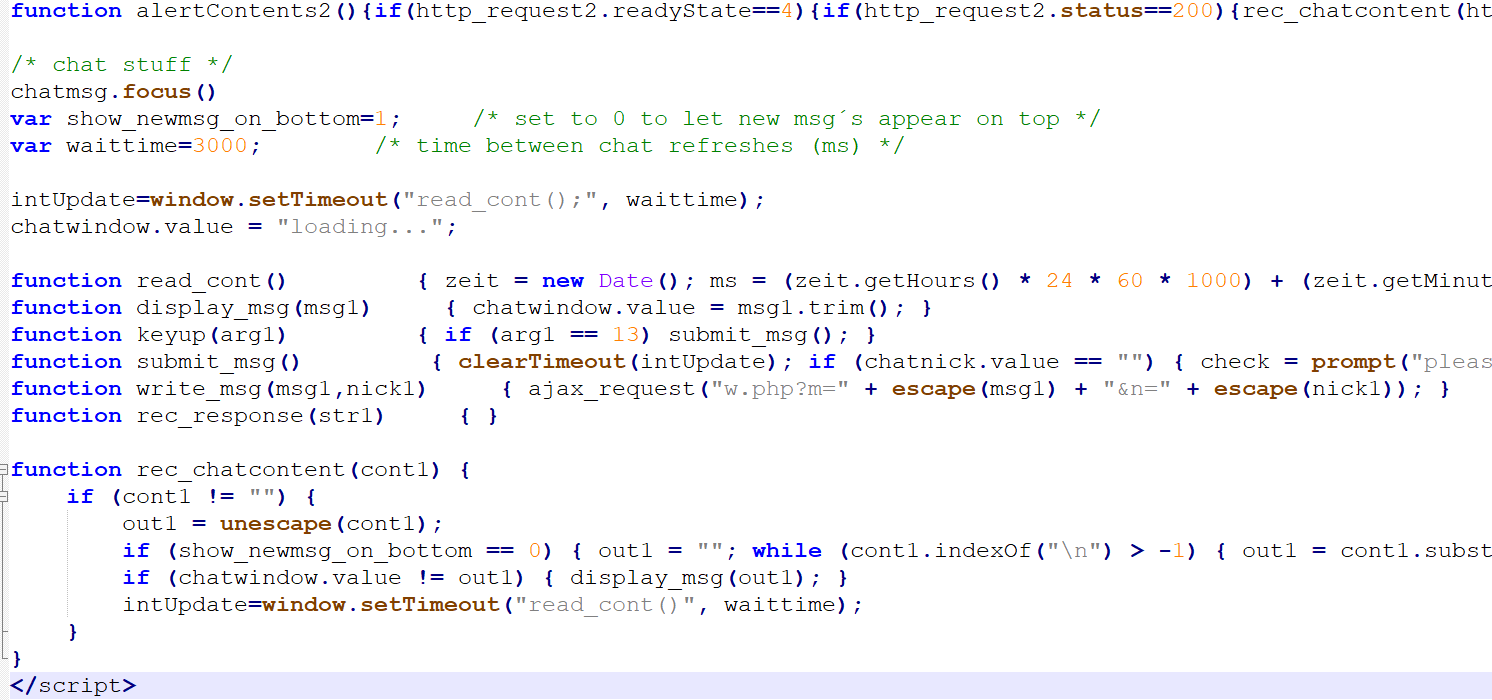 function alertContents2(){if(http_request2.readyState==4){if(http_request2.status==200){rec_chatcontent(ht
/* chat stuff */
chatmsg.focus()
var show_newmsg_on_bottom=1;     /* set to 0 to let new msg´s appear on top */
var waittime=3000;        /* time between chat refreshes (ms) */
intUpdate=window.setTimeout("read_cont();", waittime);
chatwindow.value = "loading...";
function read_cont()         { zeit = new Date(); ms = (zeit.getHours() * 24 * 60 * 1000) + (zeit.getMinut
function display_msg(msg1)     { chatwindow.value = msg1.trim(); }
function keyup(arg1)         { if (arg1 == 13) submit_msg(); }
function submit_msg()         { clearTimeout(intUpdate); if (chatnick.value == "") { check = prompt("pleas
function write_msg(msg1,nick1)     { ajax_request("w.php?m=" + escape(msg1) + "&n=" + escape(nick1)); }
function rec_response(str1)     { }
function rec_chatcontent(cont1) {
    if (cont1 != "") {
        out1 = unescape(cont1);
        if (show_newmsg_on_bottom == 0) { out1 = ""; while (cont1.indexOf("\n") > -1) { out1 = cont1.subst
        if (chatwindow.value != out1) { display_msg(out1); }
        intUpdate=window.setTimeout("read_cont()", waittime);
    }
}
</script>